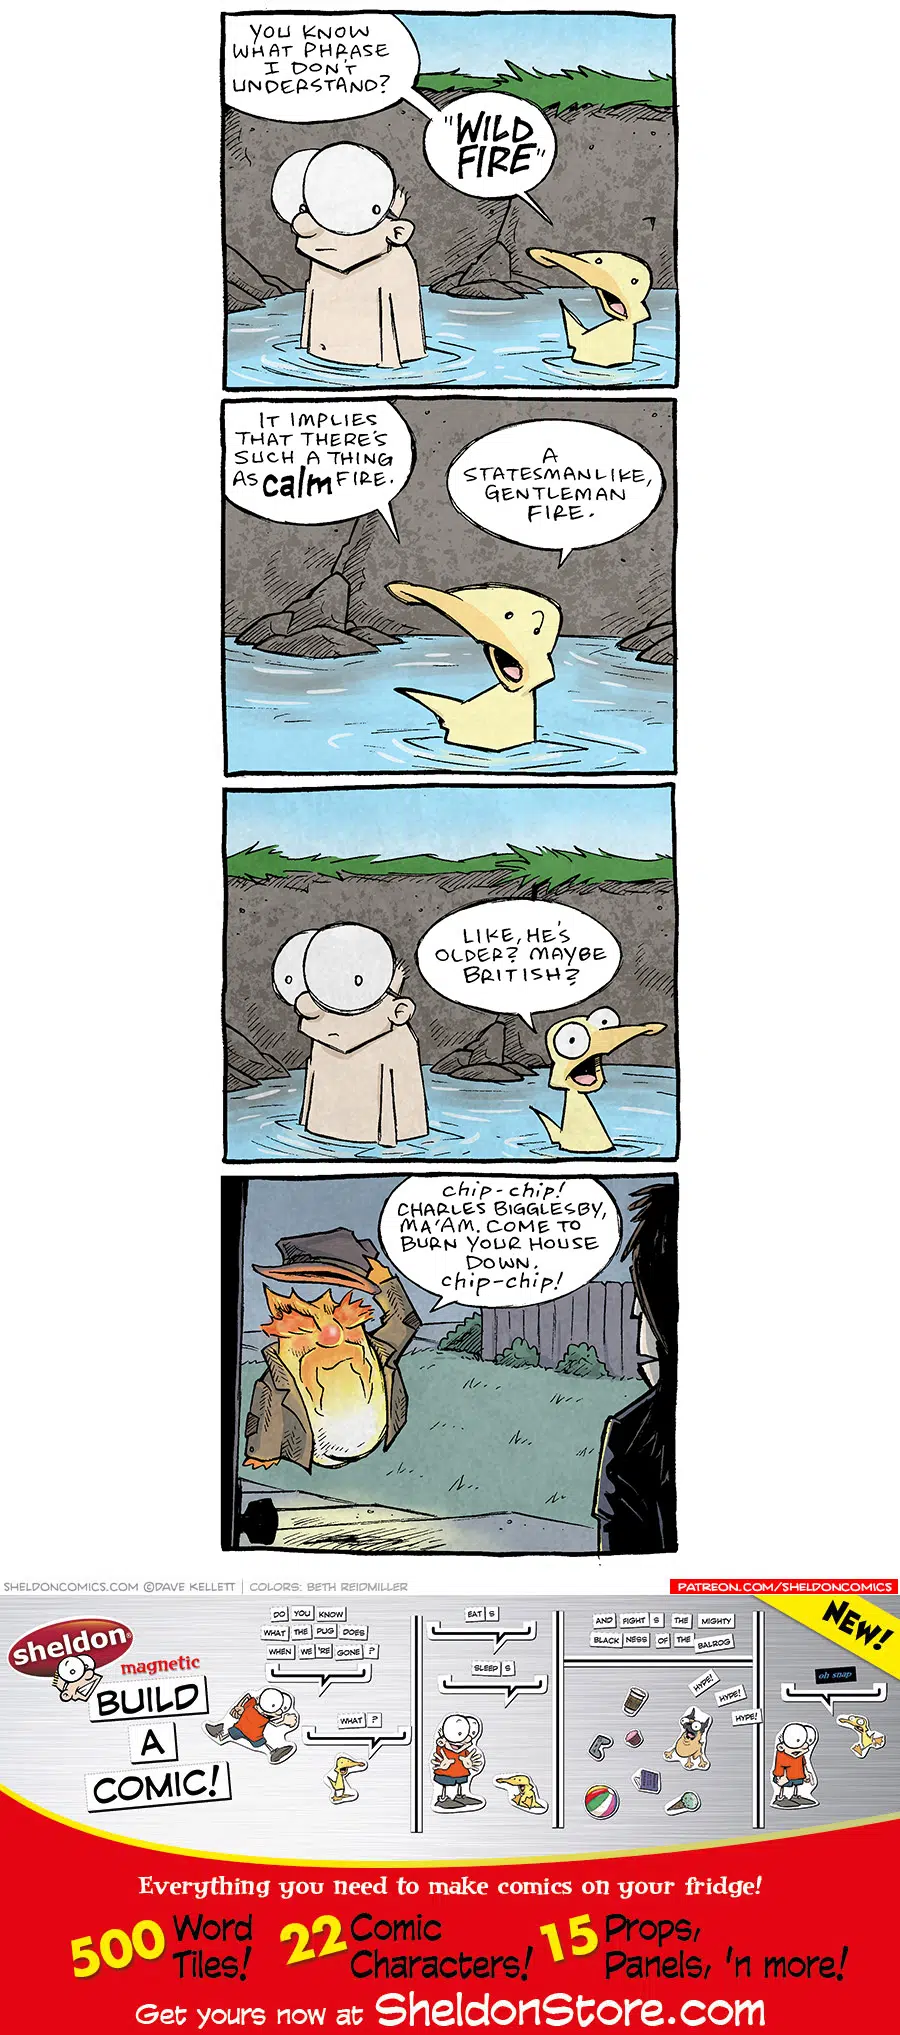 YOU KNOW
WHAT PHRASE
I DON'T
UNDERSTAND?
"WILD
FIRE"
IT IMPLIES
THAT THERE'S
SUCH A THING
AS calm FIRE.
A
STATESMANLIKE,
GENTLEMAN
FIRE.
LIKE, HE'S
OLDER? MAYBE
BRITISH?
chip-chip!
CHARLES BIGGLESBY,
MA'AM. COME TO
BURN YOUR HOUSE
DOWN.
chip-chip!
SHELDONCOMICS.COM ©DAVE KELLETT | COLORS: BETH REIDMILLER
PATREON.COM/SHELDONCOMICS
sheldon®
magnetic
BUILD
A
COMIC!
DO YOU KNOW
WHAT THE PUG DOES
WHEN WE 'RE GONE ?
WHAT ?
EAT S
SLEEP S
AND FIGHT S THE MIGHTY
BLACK NESS OF THE BALROG
HYPE!
HYPE!
HYPE!
oh snap
NEW!
Everything you need to make comics on your fridge!
500 Word
Tiles!
22 Comic
Characters!
15 Props,
Panels, 'n more!
Get yours now at SheldonStore.com